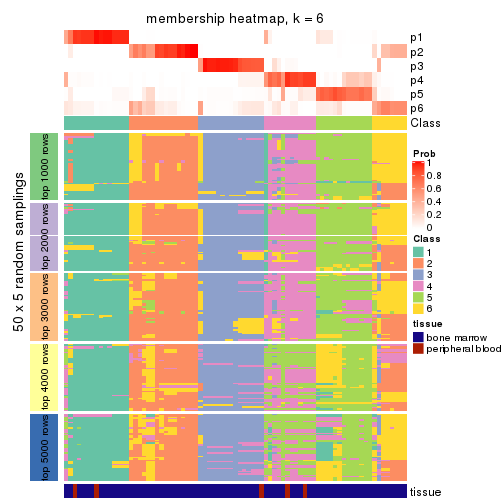 membership heatmap, k = 6
p1
p2
p3
p4
p5
p6
Class
50 x 5 random samplings
top 1000 rows
top 2000 rows
top 3000 rows
top 4000 rows
top 5000 rows
Prob
1
0.8
0.6
0.4
0.2
0
Class
1
2
3
4
5
6
tissue
bone marrow
peripheral blood
tissue